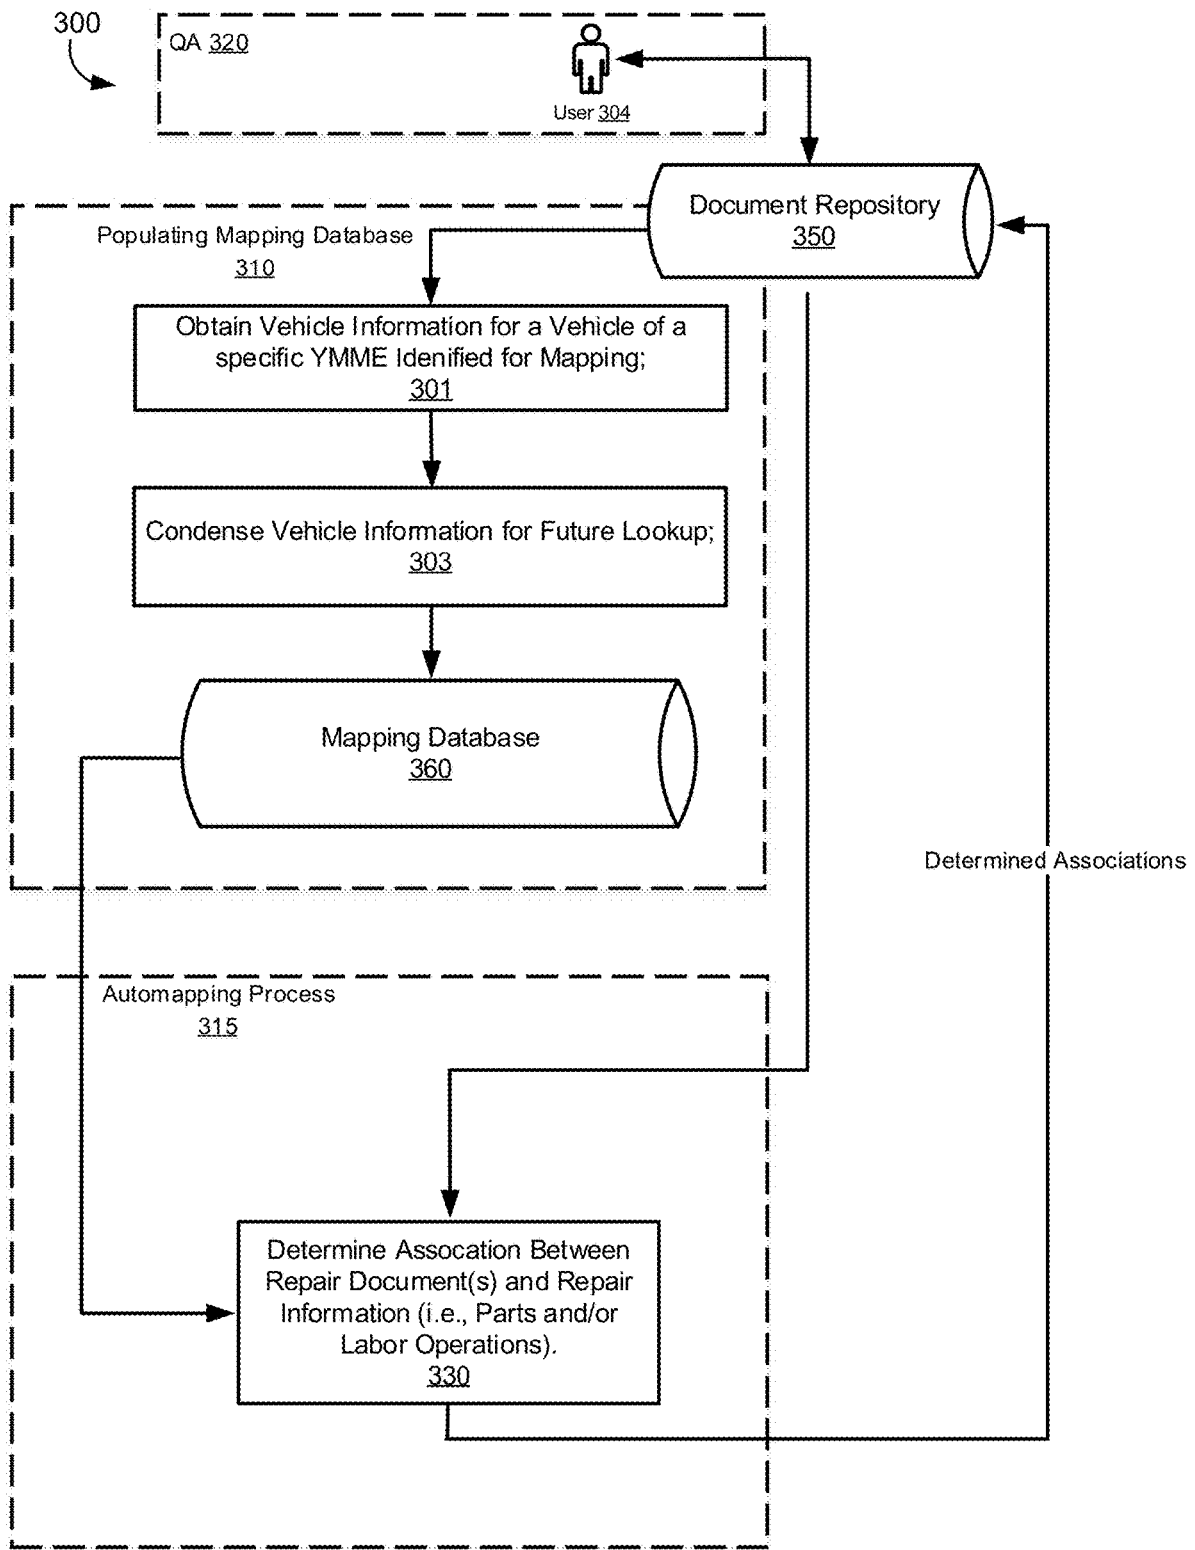 300
QA 320
User 304
Document Repository
350
Populating Mapping Database
310
Obtain Vehicle Information for a Vehicle of a
specific YMME Idenified for Mapping;
301
Condense Vehicle Information for Future Lookup;
303
Mapping Database
360
Determined Associations
Automapping Process
315
Determine Assocation Between
Repair Document(s) and Repair
Information (i.e., Parts and/or
Labor Operations).
330